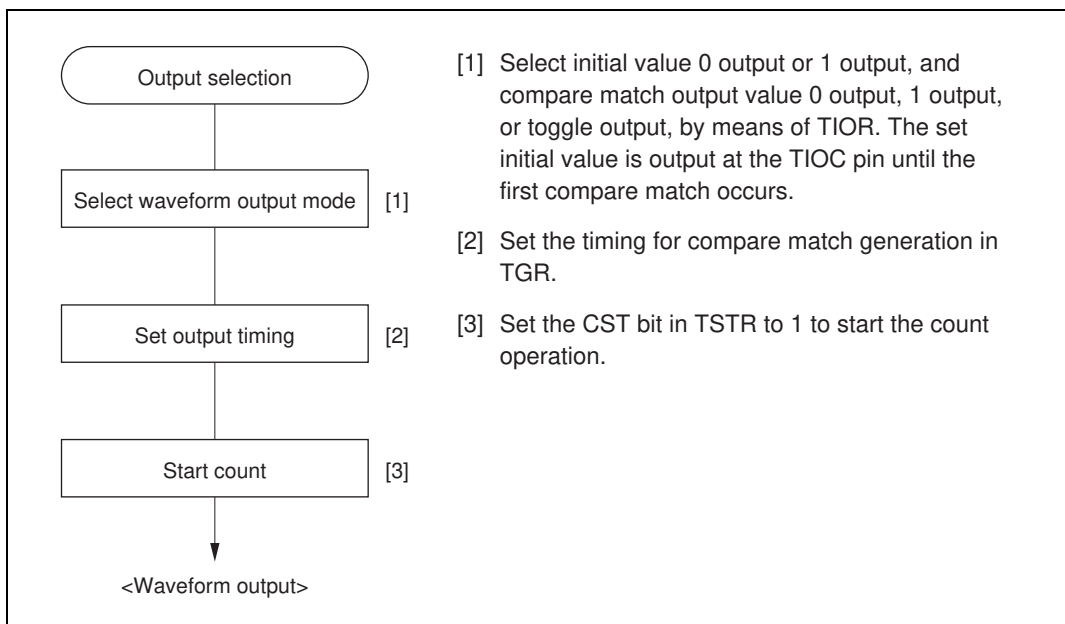 Output selection
Select waveform output mode [1]
Set output timing [2]
Start count [3]
<Waveform output>
[1] Select initial value 0 output or 1 output, and
compare match output value 0 output, 1 output,
or toggle output, by means of TIOR. The set
initial value is output at the TIOC pin until the
first compare match occurs.
[2] Set the timing for compare match generation in
TGR.
[3] Set the CST bit in TSTR to 1 to start the count
operation.